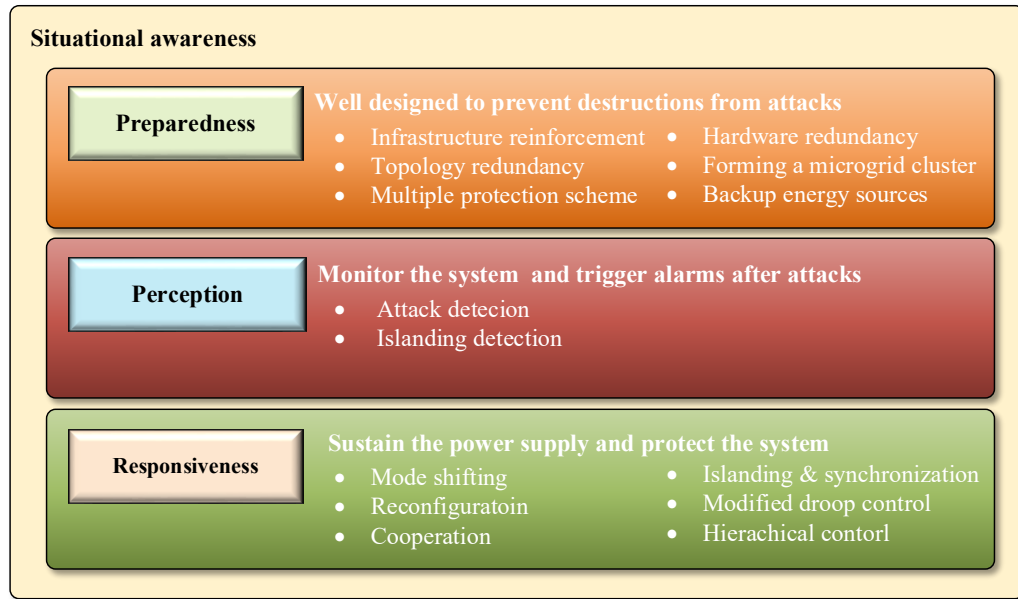 Situational awareness
Preparedness
Well designed to prevent destructions from attacks
• Infrastructure reinforcement
• Topology redundancy
• Multiple protection scheme
• Hardware redundancy
• Forming a microgrid cluster
• Backup energy sources
Perception
Monitor the system and trigger alarms after attacks
• Attack detecion
• Islanding detection
Responsiveness
Sustain the power supply and protect the system
• Mode shifting
• Reconfiguratoin
• Cooperation
• Islanding & synchronization
• Modified droop control
• Hierachical contorl